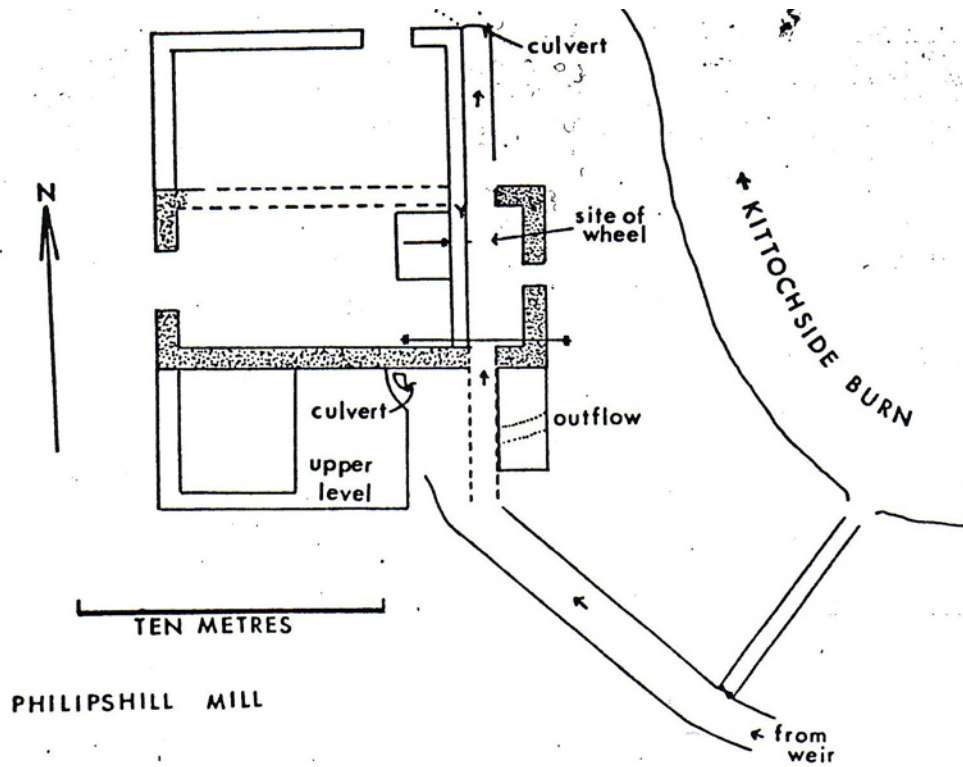 culvert
N
site of
wheel
KITTOCHSIDE BURN
culvert
outflow
upper
level
TEN METRES
PHILIPSHILL MILL
from
weir